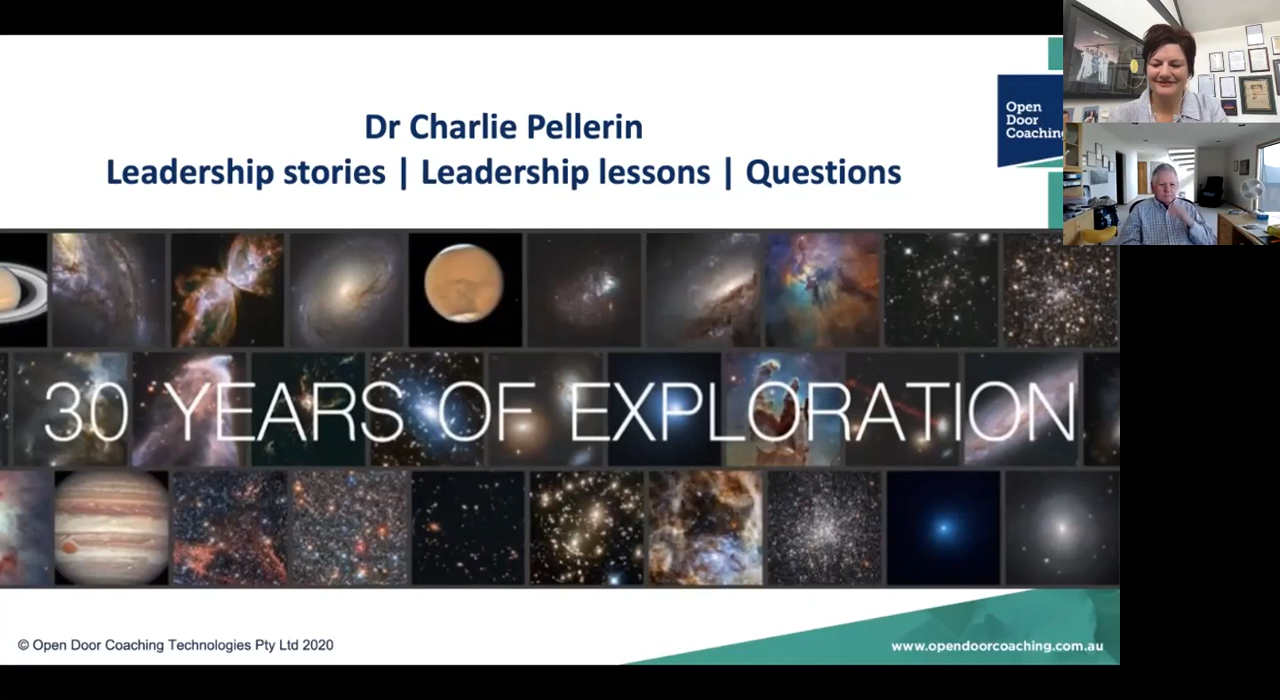 Dr Charlie Pellerin
Leadership stories | Leadership lessons | Questions
Open
Door
Coaching
30 YEARS OF EXPLORATION
© Open Door Coaching Technologies Pty Ltd 2020
www.opendoorcoaching.com.au